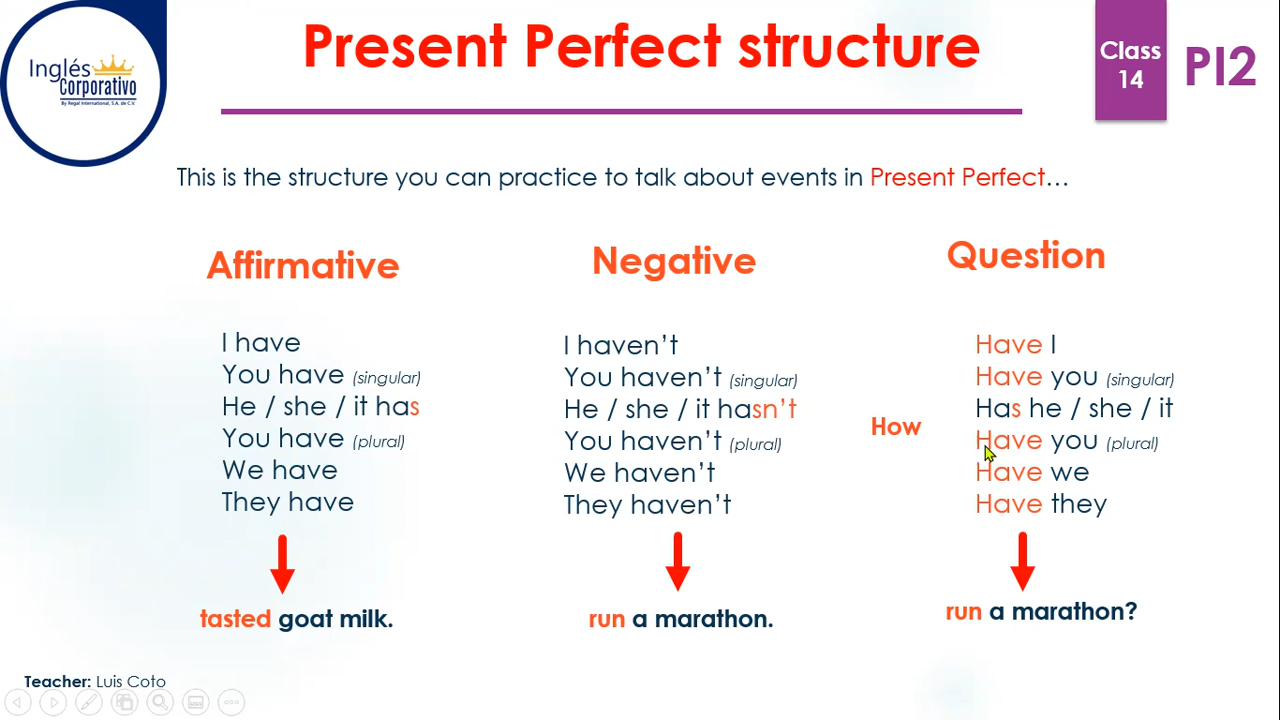 Inglés
Corporativo
By Regal International, S.A. de C.V.
Present Perfect structure
Class
14
PI2
This is the structure you can practice to talk about events in Present Perfect…
Affirmative
I have
You have (singular)
He / she / it has
You have (plural)
We have
They have
tasted goat milk.
Negative
I haven’t
You haven’t (singular)
He / she / it hasn’t
You haven’t (plural)
We haven’t
They haven’t
run a marathon.
Question
How
Have I
Have you (singular)
Has he / she / it
Have you (plural)
Have we
Have they
run a marathon?
Teacher: Luis Coto